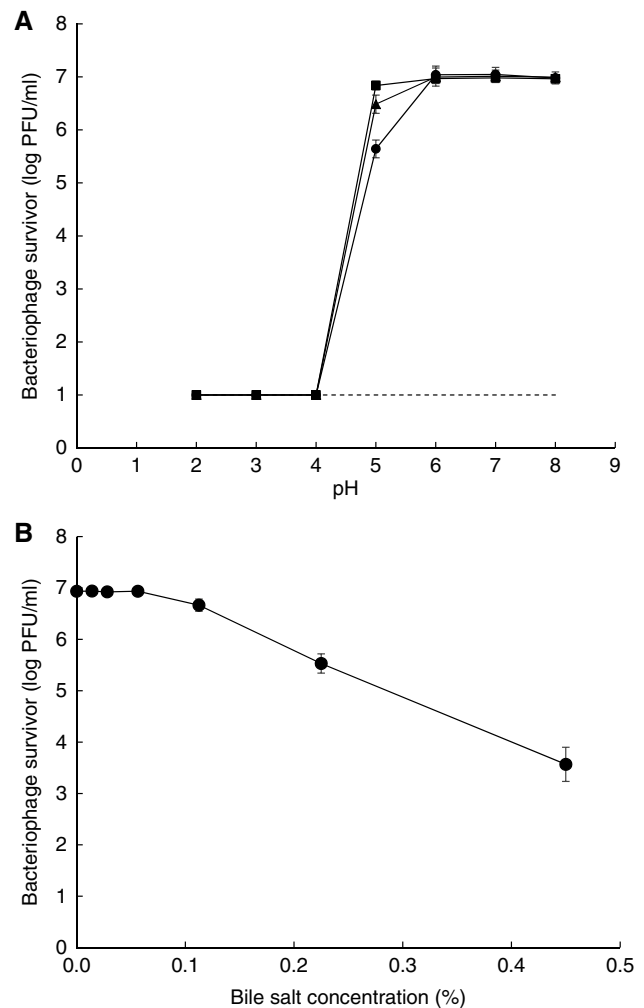 A
Bacteriophage survivor (log PFU/ml)
8
7
6
5
4
3
2
1
0
0 1 2 3 4 5 6 7 8 9
pH
B
Bacteriophage survivor (log PFU/ml)
8
7
6
5
4
3
2
1
0
0.0 0.1 0.2 0.3 0.4 0.5
Bile salt concentration (%)